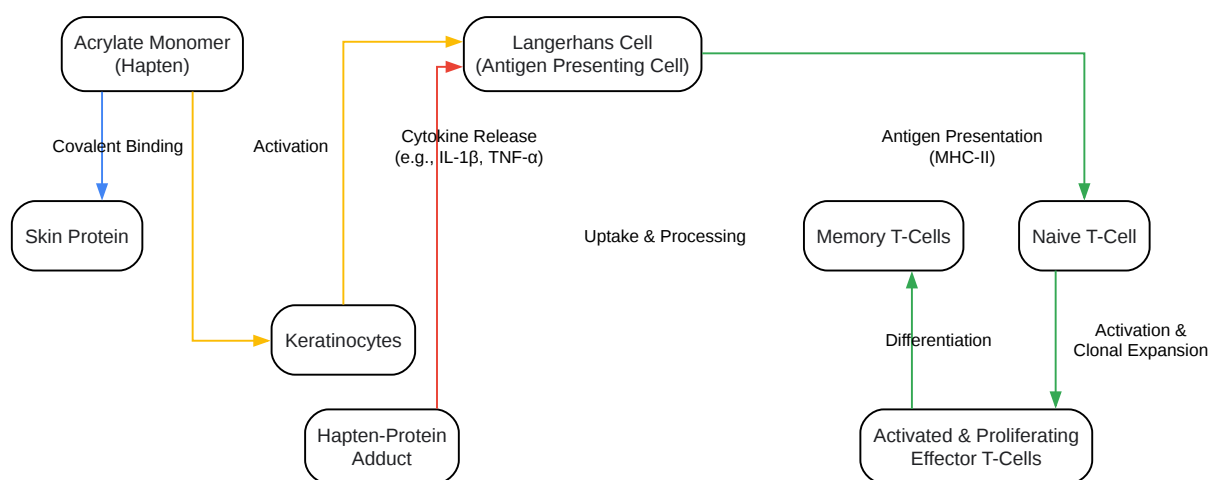 Acrylate Monomer
(Hapten)
Langerhans Cell
(Antigen Presenting Cell)
Covalent Binding
Activation
Cytokine Release
(e.g., IL-1β, TNF-α)
Antigen Presentation
(MHC-II)
Skin Protein
Uptake & Processing
Memory T-Cells
Naive T-Cell
Keratinocytes
Differentiation
Activation &
Clonal Expansion
Hapten-Protein
Adduct
Activated & Proliferating
Effector T-Cells